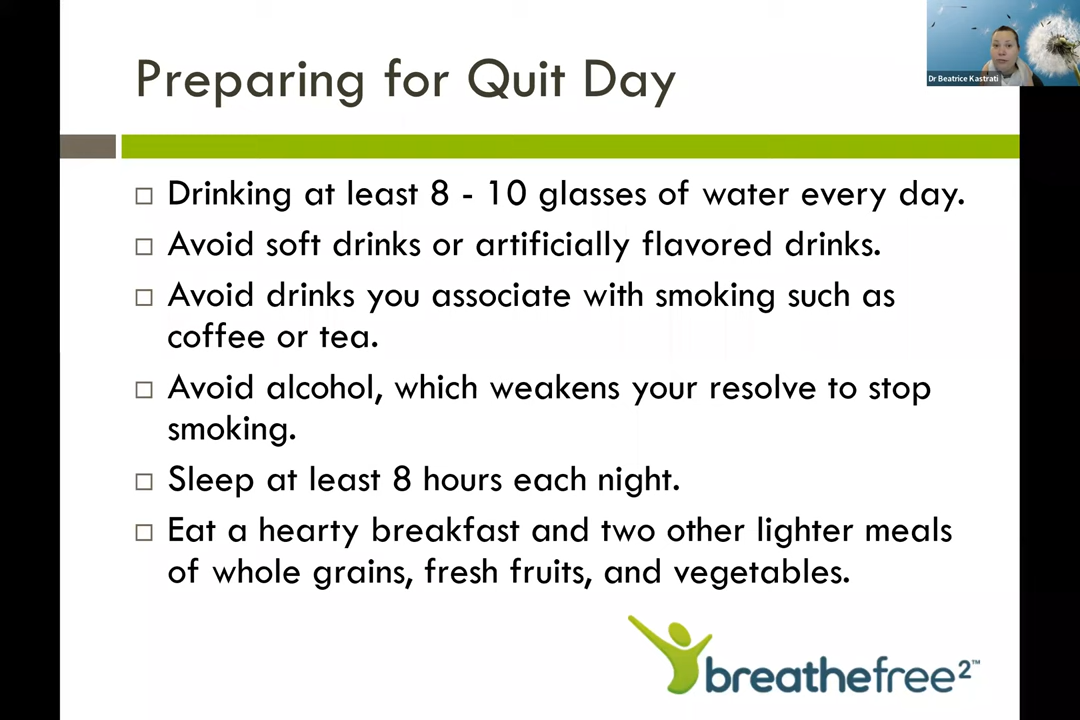 Preparing for Quit Day
Dr Beatrice Kastrati
□ Drinking at least 8 - 10 glasses of water every day.
□ Avoid soft drinks or artificially flavored drinks.
□ Avoid drinks you associate with smoking such as
coffee or tea.
□ Avoid alcohol, which weakens your resolve to stop
smoking.
□ Sleep at least 8 hours each night.
□ Eat a hearty breakfast and two other lighter meals
of whole grains, fresh fruits, and vegetables.
breathefree2™